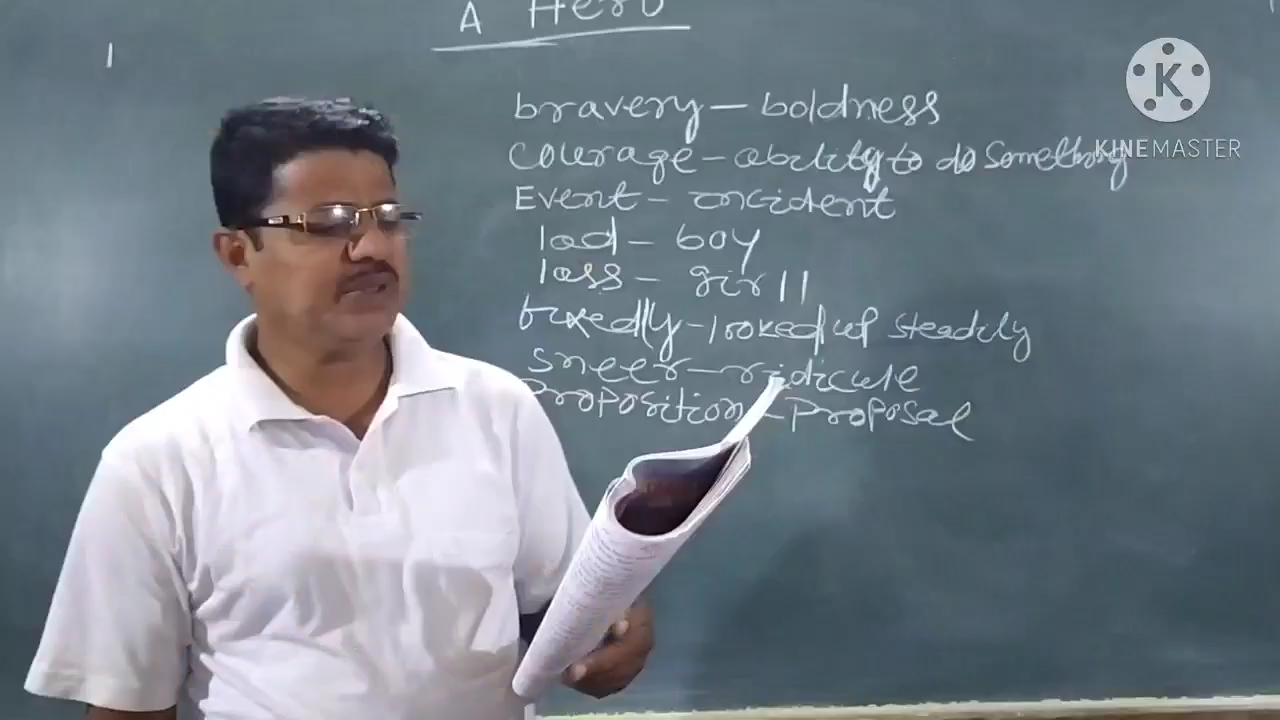 A Hero
K
KINEMASTER
bravery – boldness
courage – ability to do something
Event – incident
lad – boy
lass – girl
fixedly – looked at steadily
sneer – ridicule
Proposition – Proposal